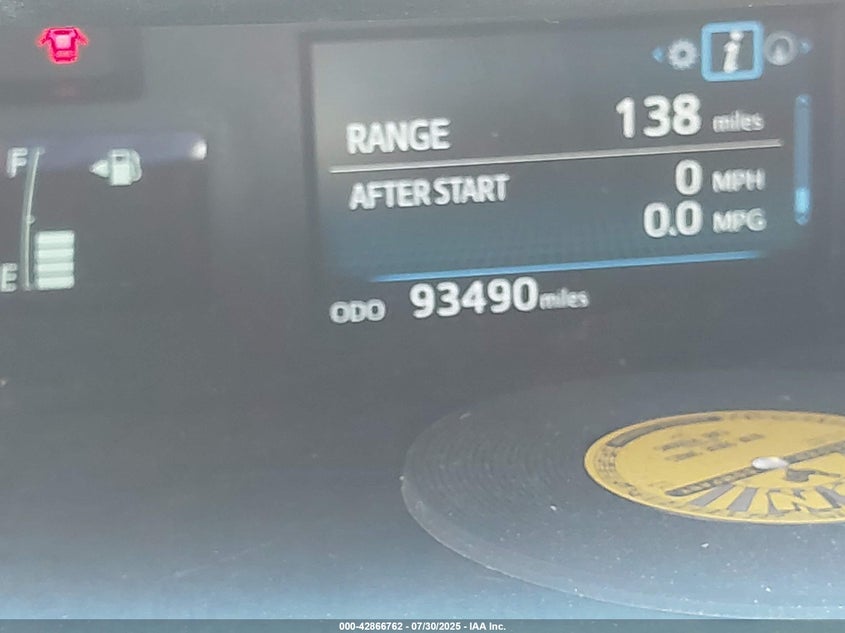 F
RANGE 138 miles
AFTER START 0 MPH
0.0 MPG
E
ODO 93490 miles
000-42866762 - 07/30/2025 - IAA Inc.